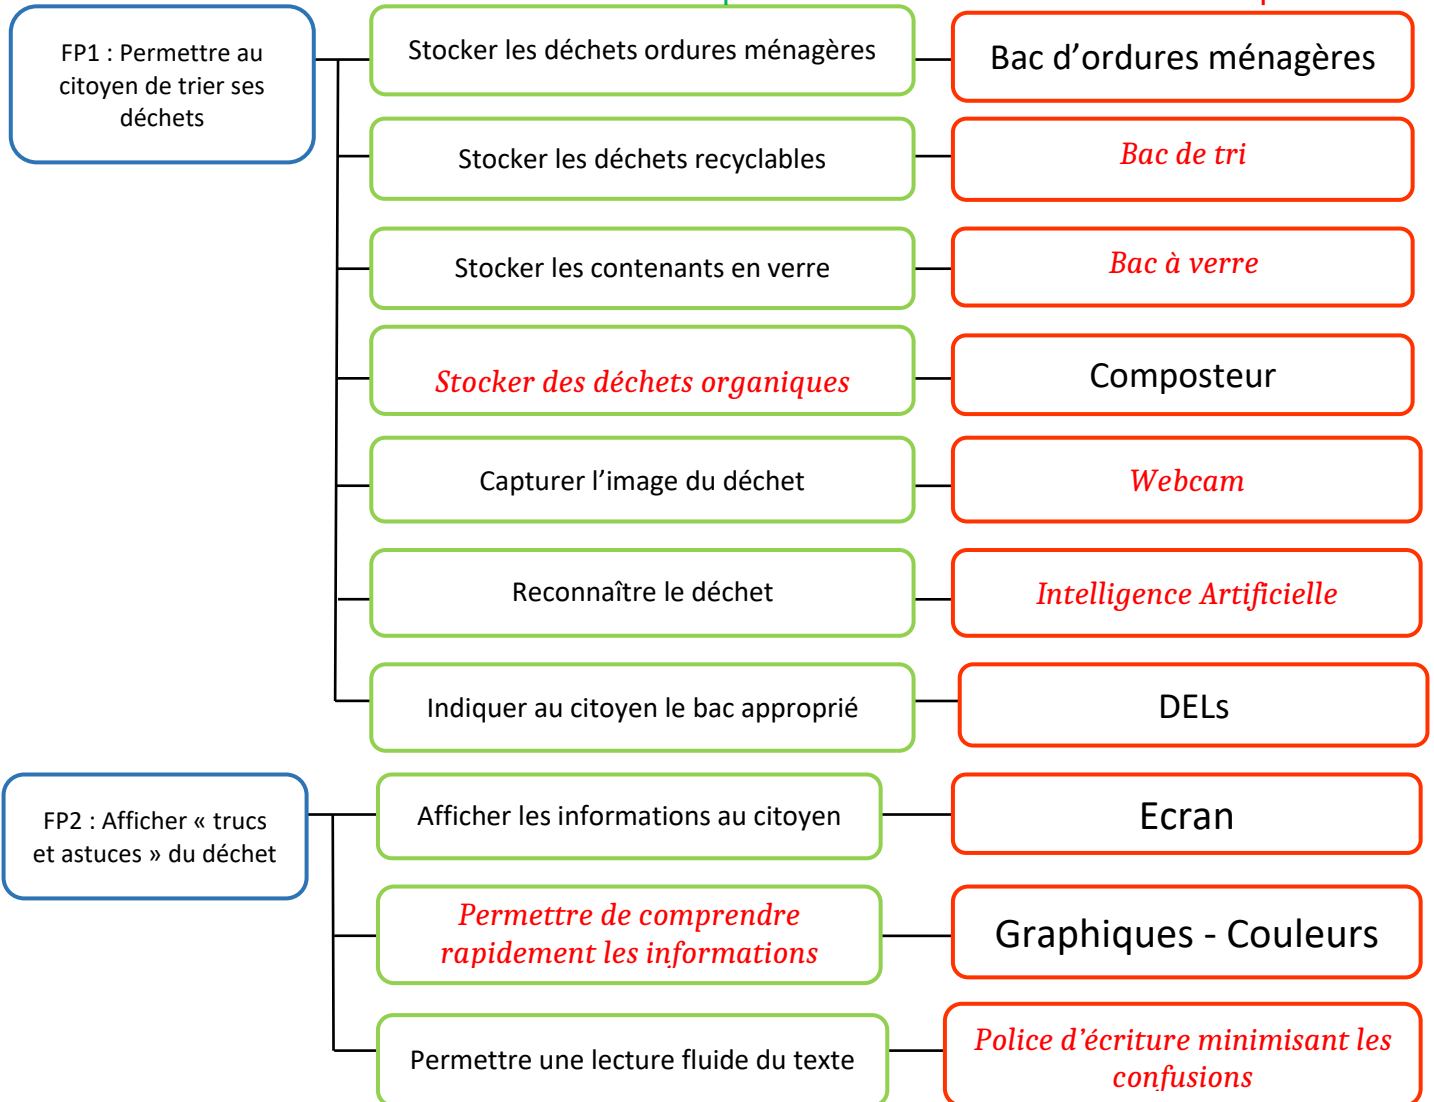 FP1 : Permettre au
citoyen de trier ses
déchets
Stocker les déchets ordures ménagères
Bac d’ordures ménagères
Stocker les déchets recyclables
Bac de tri
Stocker les contenants en verre
Bac à verre
Stocker des déchets organiques
Composteur
Capturer l’image du déchet
Webcam
Reconnaître le déchet
Intelligence Artificielle
Indiquer au citoyen le bac approprié
DELs
FP2 : Afficher « trucs
et astuces » du déchet
Afficher les informations au citoyen
Ecran
Permettre de comprendre
rapidement les informations
Graphiques - Couleurs
Permettre une lecture fluide du texte
Police d’écriture minimisant les
confusions